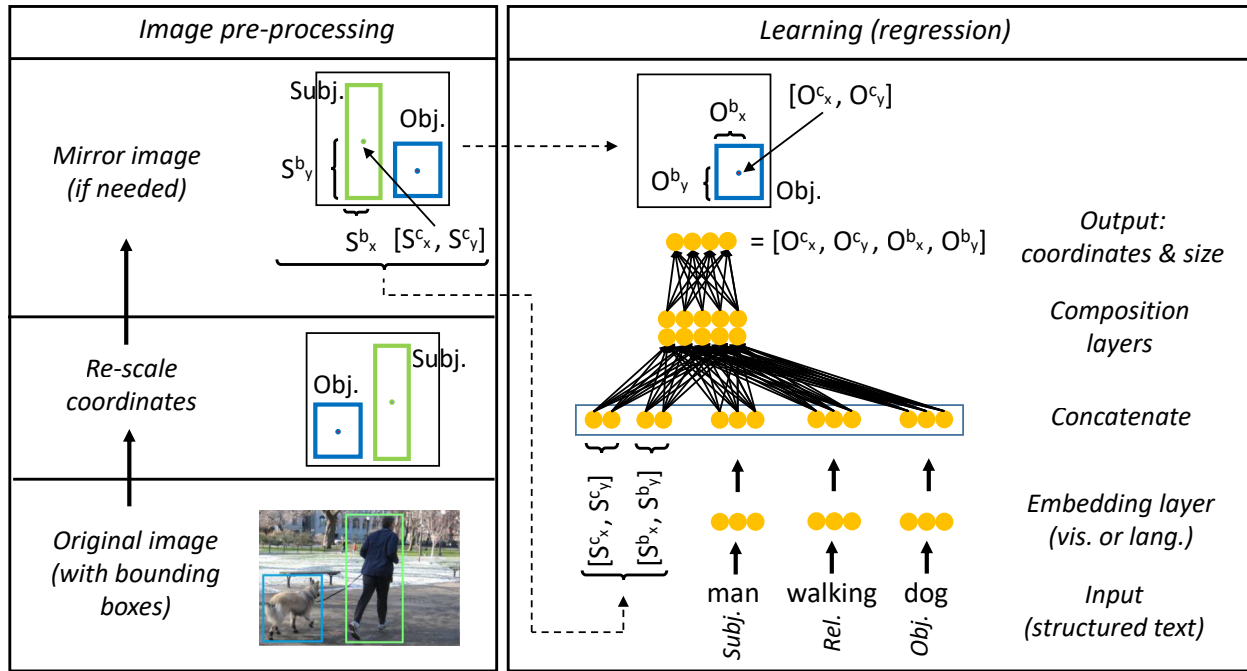 Image pre-processing
Mirror image
(if needed)
Subj.
Obj.
S^b_y
S^b_x [S^c_x, S^c_y]
Re-scale
coordinates
Subj.
Obj.
Original image
(with bounding
boxes)
Learning (regression)
[O^c_x, O^c_y]
O^b_x
O^b_y
Obj.
= [O^c_x, O^c_y, O^b_x, O^b_y]
Output:
coordinates & size
Composition
layers
Concatenate
[S^c_x, S^c_y]
[S^b_x, S^b_y]
Embedding layer
(vis. or lang.)
man walking dog
Subj. Rel. Obj.
Input
(structured text)